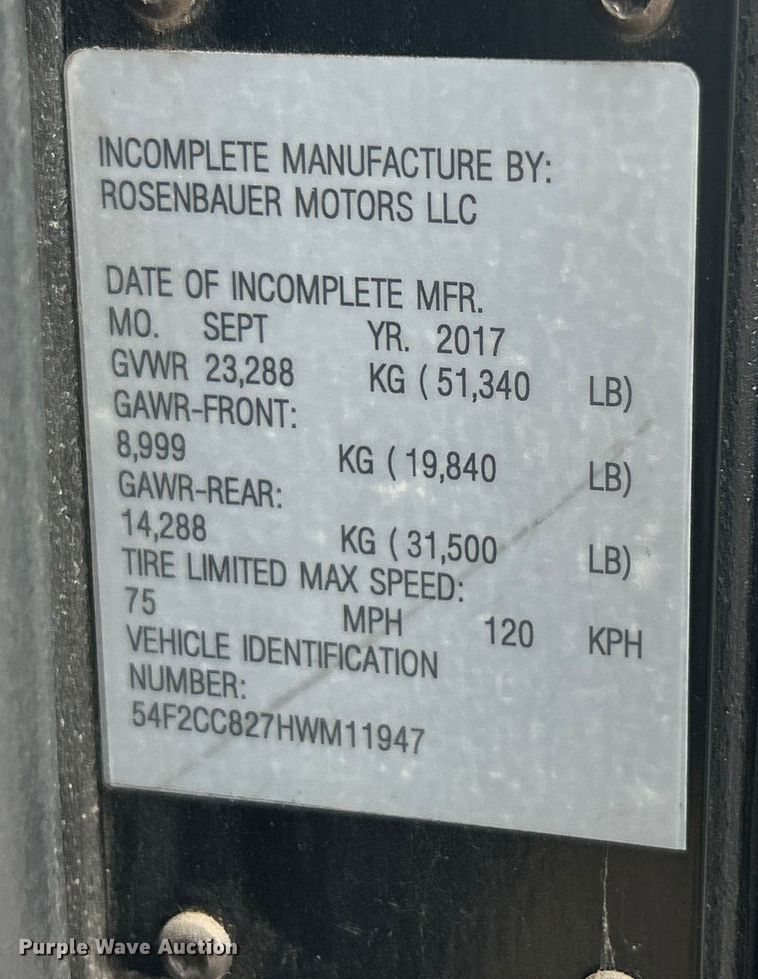 INCOMPLETE MANUFACTURE BY:
ROSENBAUER MOTORS LLC
DATE OF INCOMPLETE MFR.
MO. SEPT YR. 2017
GVWR 23,288 KG ( 51,340 LB)
GAWR-FRONT:
8,999 KG ( 19,840 LB)
GAWR-REAR:
14,288 KG ( 31,500 LB)
TIRE LIMITED MAX SPEED:
75 MPH 120 KPH
VEHICLE IDENTIFICATION
NUMBER:
54F2CC827HWM11947
Purple Wave Auction